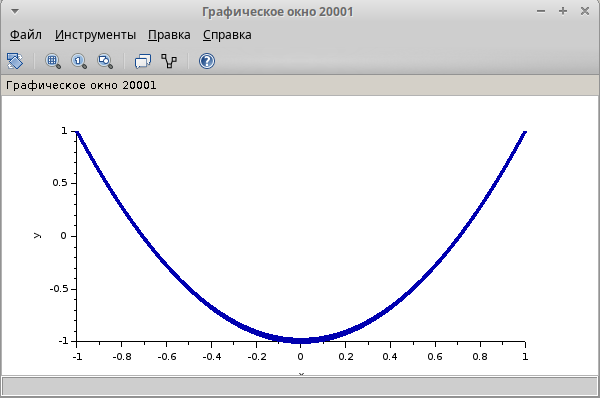 Графическое окно 20001
Файл Инструменты Правка Справка
Графическое окно 20001
1
0.5
0
-0.5
-1
y
-1 -0.8 -0.6 -0.4 -0.2 0 0.2 0.4 0.6 0.8 1